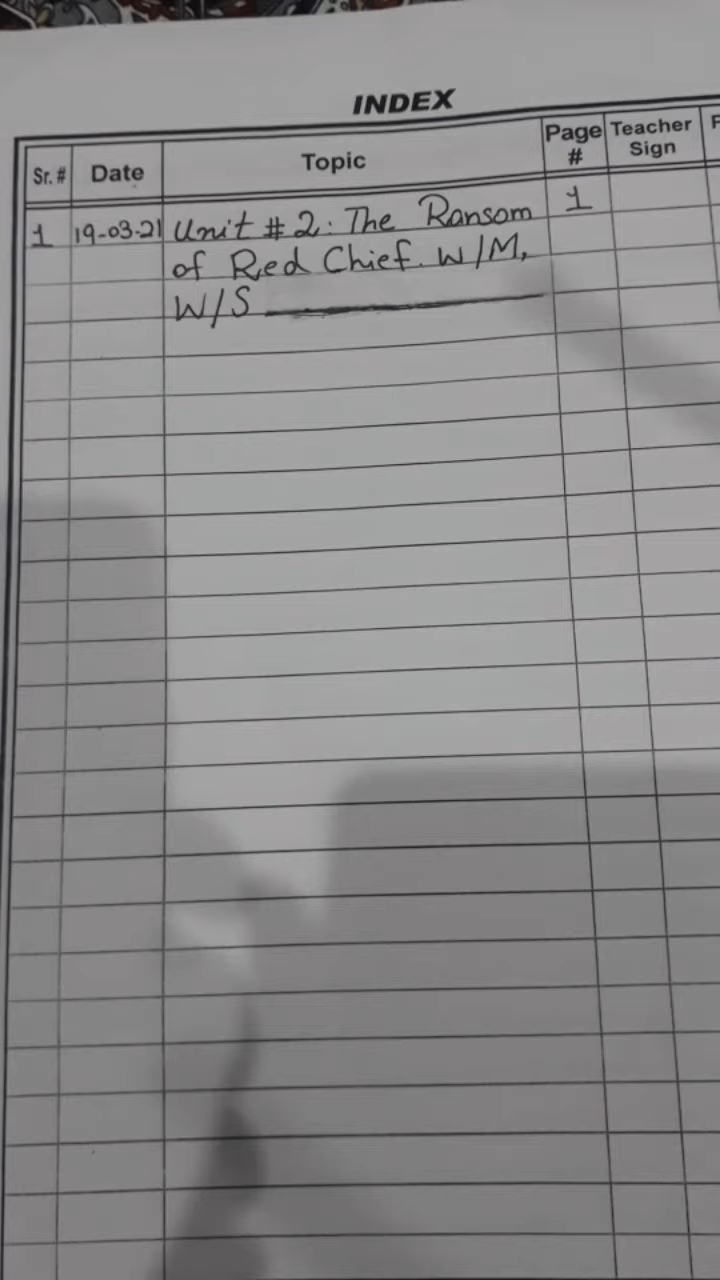 INDEX
Sr. # Date Topic Page # Teacher Sign
1 19-03-21 Unit # 2: The Ransom 1
of Red Chief. W/M,
W/S